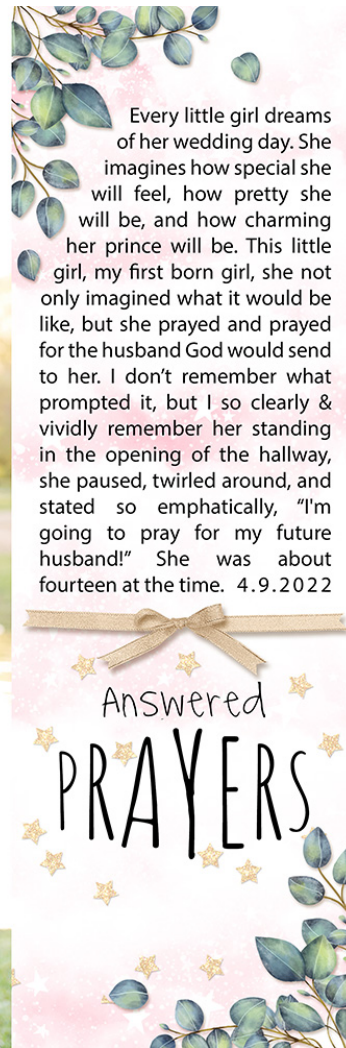 Every little girl dreams
of her wedding day. She
imagines how special she
will feel, how pretty she
will be, and how charming
her prince will be. This little
girl, my first born girl, she not
only imagined what it would be
like, but she prayed and prayed
for the husband God would send
to her. I don't remember what
prompted it, but I so clearly &
vividly remember her standing
in the opening of the hallway,
she paused, twirled around, and
stated so emphatically, "I'm
going to pray for my future
husband!" She was about
fourteen at the time. 4.9.2022
Answered
PRAYERS